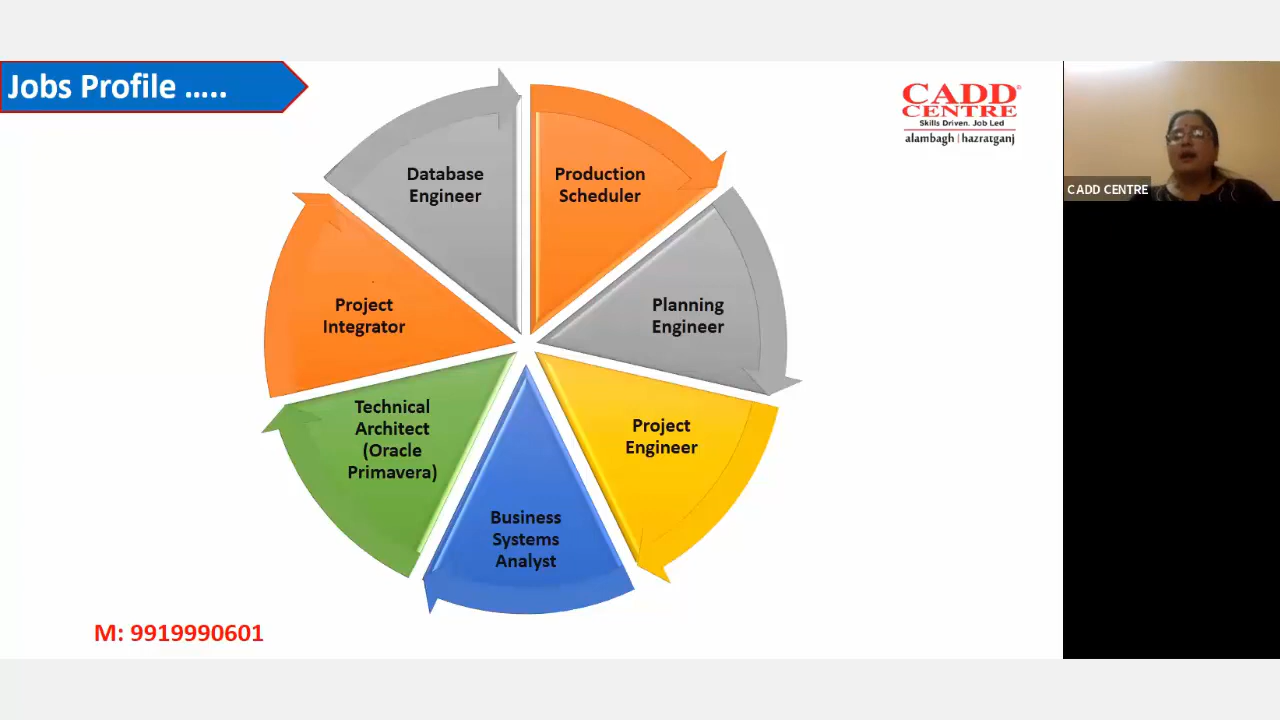 Jobs Profile .....
CADD
CENTRE
Skills Driven. Job Led
alambagh | hazratganj
CADD CENTRE
Database
Engineer
Production
Scheduler
Project
Integrator
Planning
Engineer
Technical
Architect
(Oracle
Primavera)
Project
Engineer
Business
Systems
Analyst
M: 9919990601